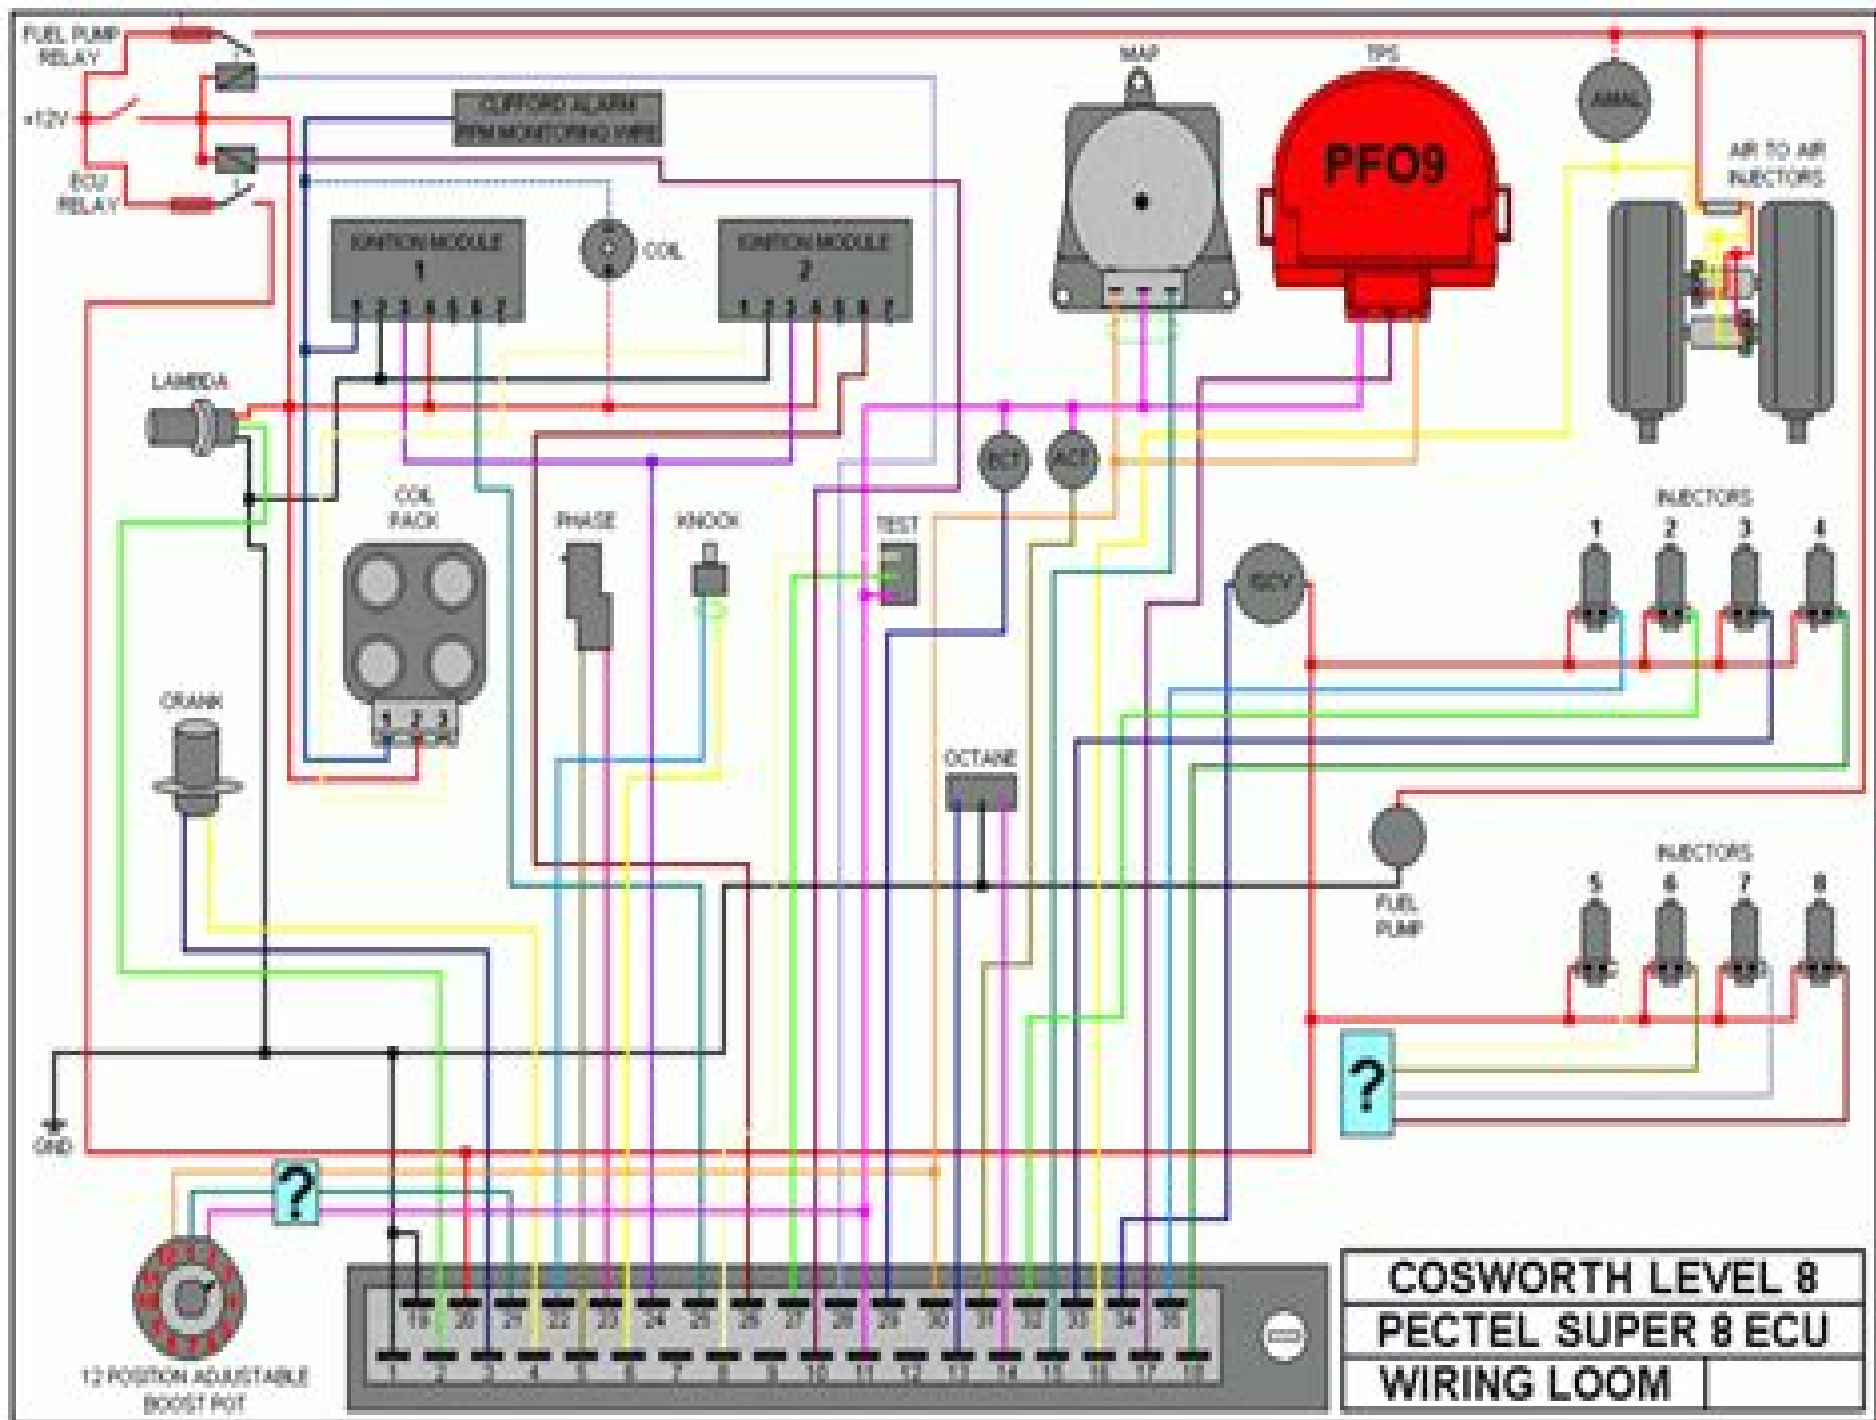 FUEL PUMP
RELAY
+12V
ECU
RELAY
CLIFFORD ALARM
RPM MONITORING WIRE
IGNITION MODULE
1
1 2 3 4 5 6 7
COIL
IGNITION MODULE
2
1 2 3 4 5 6 7
MAP
TPS
PFO9
AMAL
AIR TO AIR
INJECTORS
LAMBDA
COIL
PACK
1 2 3
PHASE
KNOCK
TEST
ECT
ACT
ISCV
INJECTORS
1 2 3 4
CRANK
OCTANE
FUEL
PUMP
INJECTORS
5 6 7 8
?
GND
?
12 POSITION ADJUSTABLE
BOOST POT
19 20 21 22 23 24 25 26 27 28 29 30 31 32 33 34 35
1 2 3 4 5 6 7 8 9 10 11 12 13 14 15 16 17 18
COSWORTH LEVEL 8
PECTEL SUPER 8 ECU
WIRING LOOM